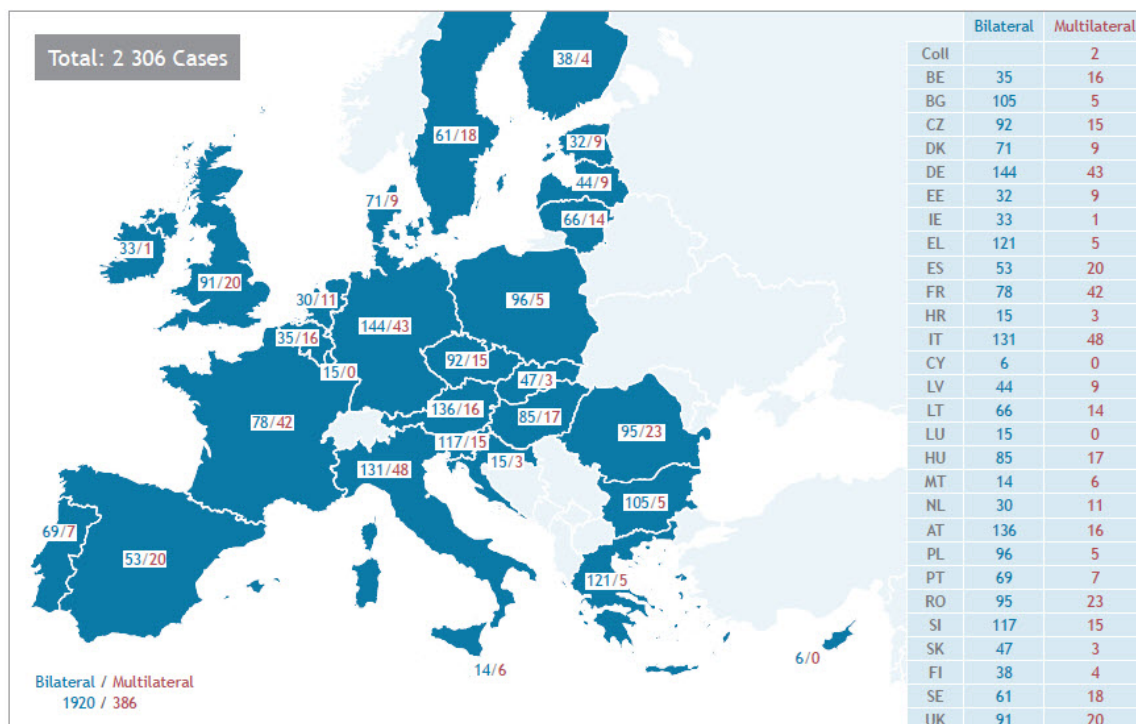 Total: 2 306 Cases
38/4
61/18
32/9
44/9
71/9
66/14
33/1
91/20
30/11
96/5
144/43
35/16
92/15
15/0
47/3
136/16
85/17
78/42
95/23
117/15
15/3
131/48
105/5
69/7
53/20
121/5
14/6
6/0
Bilateral / Multilateral
1920 / 386
Bilateral Multilateral
Coll 2
BE 35 16
BG 105 5
CZ 92 15
DK 71 9
DE 144 43
EE 32 9
IE 33 1
EL 121 5
ES 53 20
FR 78 42
HR 15 3
IT 131 48
CY 6 0
LV 44 9
LT 66 14
LU 15 0
HU 85 17
MT 14 6
NL 30 11
AT 136 16
PL 96 5
PT 69 7
RO 95 23
SI 117 15
SK 47 3
FI 38 4
SE 61 18
UK 91 20